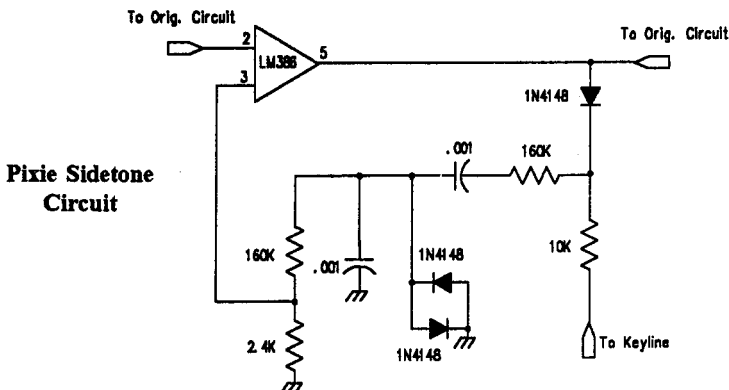 To Orig. Circuit
To Orig. Circuit
2
LM386
5
3
1N4148
.001
160K
Pixie Sidetone
Circuit
160K
.001
1N4148
10K
2.4K
1N4148
To Keyline